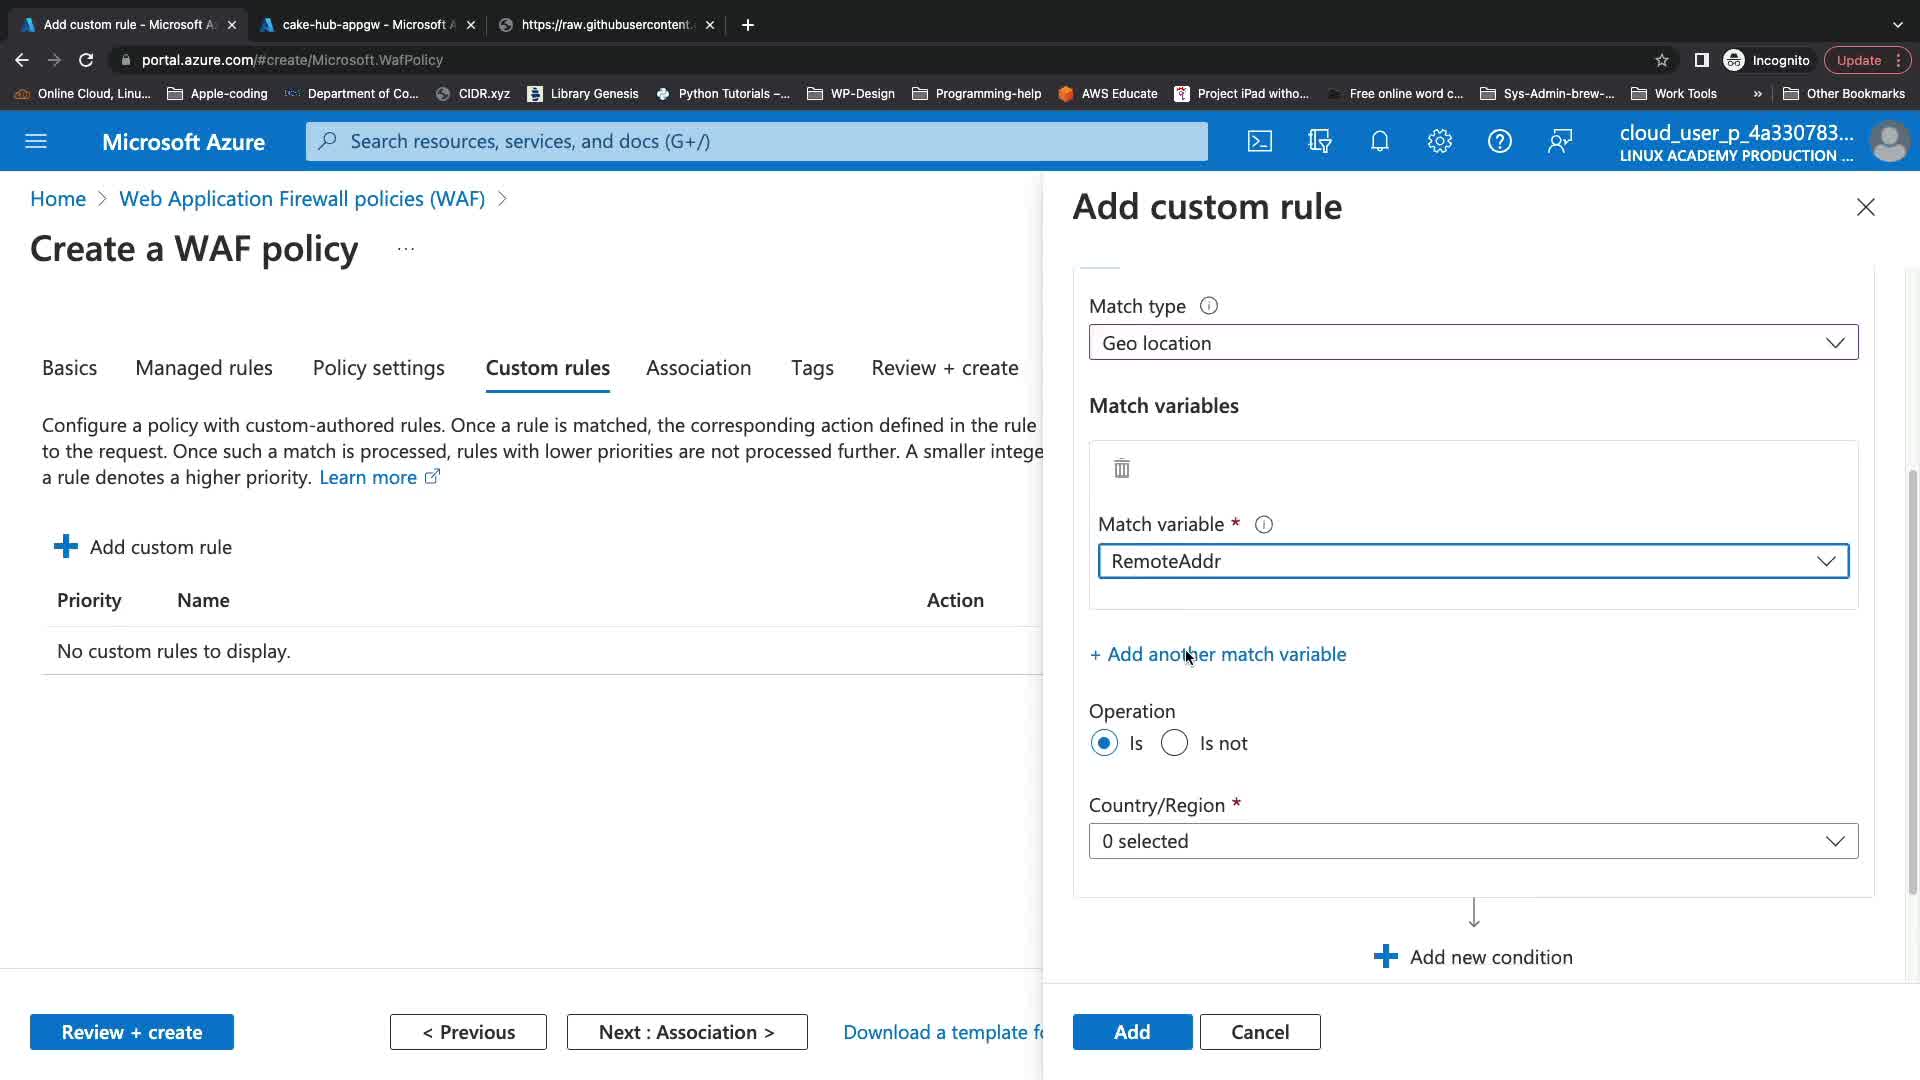 Add custom rule - Microsoft A
cake-hub-appgw - Microsoft A
https://raw.githubusercontent.
portal.azure.com/#create/Microsoft.WafPolicy
Incognito
Update
Online Cloud, Linu...
Apple-coding
Department of Co...
CIDR.xyz
Library Genesis
Python Tutorials –...
WP-Design
Programming-help
AWS Educate
Project iPad witho...
Free online word c...
Sys-Admin-brew-...
Work Tools
»
Other Bookmarks
Microsoft Azure
Search resources, services, and docs (G+/)
cloud_user_p_4a330783...
LINUX ACADEMY PRODUCTION ...
Home > Web Application Firewall policies (WAF) >
Create a WAF policy ...
Basics
Managed rules
Policy settings
Custom rules
Association
Tags
Review + create
Configure a policy with custom-authored rules. Once a rule is matched, the corresponding action defined in the rule
to the request. Once such a match is processed, rules with lower priorities are not processed further. A smaller intege
a rule denotes a higher priority. Learn more
Add custom rule
Priority
Name
Action
No custom rules to display.
Review + create
< Previous
Next : Association >
Download a template fo
Add custom rule
Match type
Geo location
Match variables
Match variable *
RemoteAddr
+ Add another match variable
Operation
Is
Is not
Country/Region *
0 selected
Add new condition
Add
Cancel